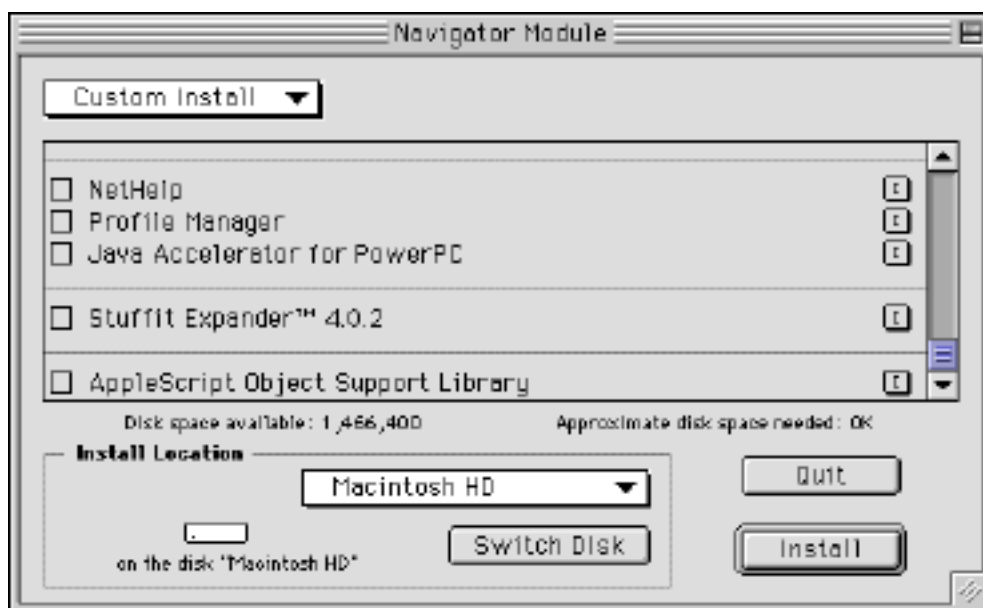 Navigator Module
Custom Install
NetHelp
Profile Manager
Java Accelerator for PowerPC
Stuffit Expander™ 4.0.2
AppleScript Object Support Library
Disk space available: 1,466,400 Approximate disk space needed: 0K
Install Location
Macintosh HD
Quit
Switch Disk
on the disk "Macintosh HD"
Install